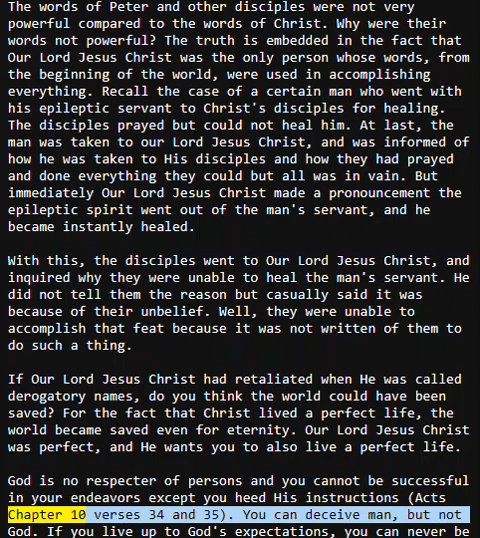 The words of Peter and other disciples were not very
powerful compared to the words of Christ. Why were their
words not powerful? The truth is embedded in the fact that
Our Lord Jesus Christ was the only person whose words, from
the beginning of the world, were used in accomplishing
everything. Recall the case of a certain man who went with
his epileptic servant to Christ's disciples for healing.
The disciples prayed but could not heal him. At last, the
man was taken to our Lord Jesus Christ, and was informed of
how he was taken to His disciples and how they had prayed
and done everything they could but all was in vain. But
immediately Our Lord Jesus Christ made a pronouncement the
epileptic spirit went out of the man's servant, and he
became instantly healed.

With this, the disciples went to Our Lord Jesus Christ, and
inquired why they were unable to heal the man's servant. He
did not tell them the reason but casually said it was
because of their unbelief. Well, they were unable to
accomplish that feat because it was not written of them to
do such a thing.

If Our Lord Jesus Christ had retaliated when He was called
derogatory names, do you think the world could have been
saved? For the fact that Christ lived a perfect life, the
world became saved even for eternity. Our Lord Jesus Christ
was perfect, and He wants you to also live a perfect life.

God is no respecter of persons and you cannot be successful
in your endeavors except you heed His instructions (Acts
Chapter 10 verses 34 and 35). You can deceive man, but not
God. If you live up to God's expectations, you can never be